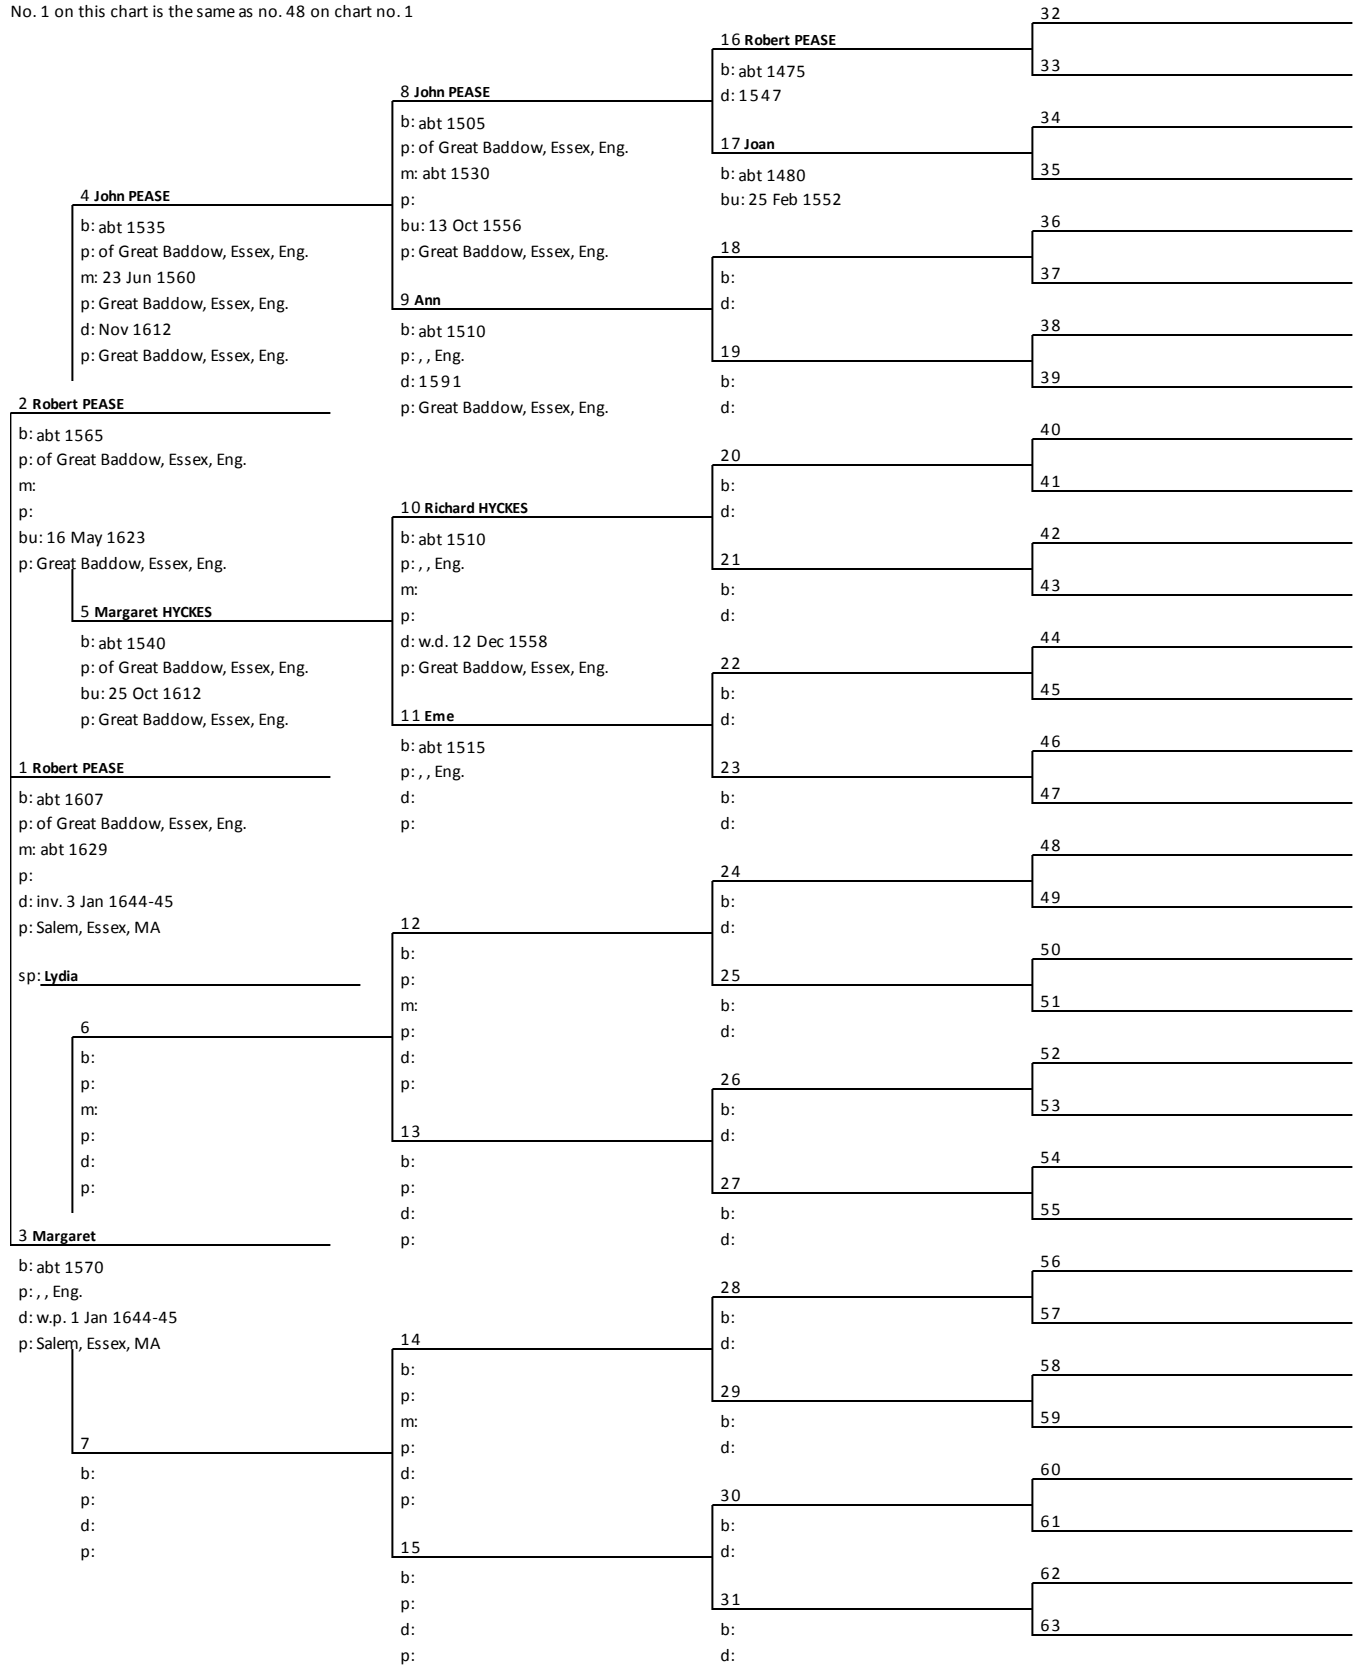 No. 1 on this chart is the same as no. 48 on chart no. 1
4 John PEASE
b: abt 1535
p: of Great Baddow, Essex, Eng.
m: 23 Jun 1560
p: Great Baddow, Essex, Eng.
d: Nov 1612
p: Great Baddow, Essex, Eng.
2 Robert PEASE
b: abt 1565
p: of Great Baddow, Essex, Eng.
m:
p:
bu: 16 May 1623
p: Great Baddow, Essex, Eng.
5 Margaret HYCKES
b: abt 1540
p: of Great Baddow, Essex, Eng.
bu: 25 Oct 1612
p: Great Baddow, Essex, Eng.
1 Robert PEASE
b: abt 1607
p: of Great Baddow, Essex, Eng.
m: abt 1629
p:
d: inv. 3 Jan 1644-45
p: Salem, Essex, MA
sp: Lydia
6
b:
p:
m:
p:
d:
p:
3 Margaret
b: abt 1570
p: , , Eng.
d: w.p. 1 Jan 1644-45
p: Salem, Essex, MA
7
b:
p:
d:
p:
8 John PEASE
b: abt 1505
p: of Great Baddow, Essex, Eng.
m: abt 1530
p:
bu: 13 Oct 1556
p: Great Baddow, Essex, Eng.
9 Ann
b: abt 1510
p: , , Eng.
d: 1591
p: Great Baddow, Essex, Eng.
10 Richard HYCKES
b: abt 1510
p: , , Eng.
m:
p:
d: w.d. 12 Dec 1558
p: Great Baddow, Essex, Eng.
11 Eme
b: abt 1515
p: , , Eng.
d:
p:
12
b:
p:
m:
p:
d:
p:
13
b:
p:
d:
p:
14
b:
p:
m:
p:
d:
p:
15
b:
p:
d:
p:
16 Robert PEASE
b: abt 1475
d: 1547
17 Joan
b: abt 1480
bu: 25 Feb 1552
18
b:
d:
19
b:
d:
20
b:
d:
21
b:
d:
22
b:
d:
23
b:
d:
24
b:
d:
25
b:
d:
26
b:
d:
27
b:
d:
28
b:
d:
29
b:
d:
30
b:
d:
31
b:
d:
32
33
34
35
36
37
38
39
40
41
42
43
44
45
46
47
48
49
50
51
52
53
54
55
56
57
58
59
60
61
62
63